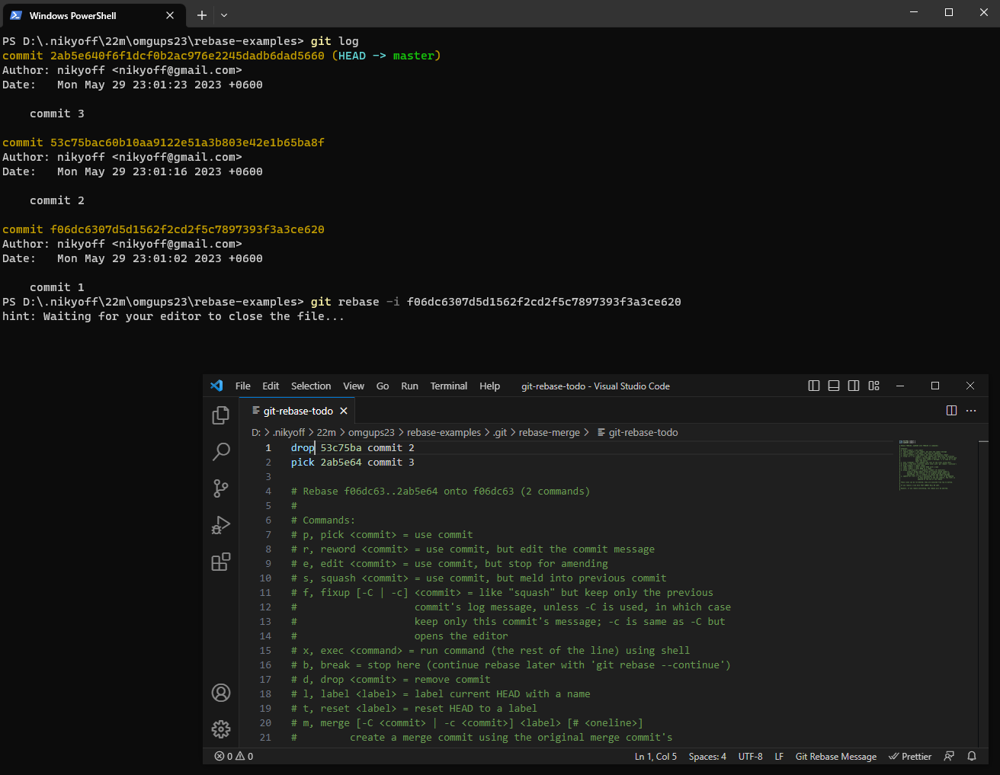 Windows PowerShell
PS D:\.nikyoff\22m\omgups23\rebase-examples> git log
commit 2ab5e640f6f1dcf0b2ac976e2245dadb6dad5660 (HEAD -> master)
Author: nikyoff <nikyoff@gmail.com>
Date:   Mon May 29 23:01:23 2023 +0600
commit 3
commit 53c75bac60b10aa9122e51a3b803e42e1b65ba8f
Author: nikyoff <nikyoff@gmail.com>
Date:   Mon May 29 23:01:16 2023 +0600
commit 2
commit f06dc6307d5d1562f2cd2f5c7897393f3a3ce620
Author: nikyoff <nikyoff@gmail.com>
Date:   Mon May 29 23:01:02 2023 +0600
commit 1
PS D:\.nikyoff\22m\omgups23\rebase-examples> git rebase -i f06dc6307d5d1562f2cd2f5c7897393f3a3ce620
hint: Waiting for your editor to close the file...
File Edit Selection View Go Run Terminal Help git-rebase-todo - Visual Studio Code
git-rebase-todo
D: > .nikyoff > 22m > omgups23 > rebase-examples > .git > rebase-merge > git-rebase-todo
1 drop 53c75ba commit 2
2 pick 2ab5e64 commit 3
3
4 # Rebase f06dc63..2ab5e64 onto f06dc63 (2 commands)
5 #
6 # Commands:
7 # p, pick <commit> = use commit
8 # r, reword <commit> = use commit, but edit the commit message
9 # e, edit <commit> = use commit, but stop for amending
10 # s, squash <commit> = use commit, but meld into previous commit
11 # f, fixup [-C | -c] <commit> = like "squash" but keep only the previous
12 #                    commit's log message, unless -C is used, in which case
13 #                    keep only this commit's message; -c is same as -C but
14 #                    opens the editor
15 # x, exec <command> = run command (the rest of the line) using shell
16 # b, break = stop here (continue rebase later with 'git rebase --continue')
17 # d, drop <commit> = remove commit
18 # l, label <label> = label current HEAD with a name
19 # t, reset <label> = reset HEAD to a label
20 # m, merge [-C <commit> | -c <commit>] <label> [# <oneline>]
21 #         create a merge commit using the original merge commit's
0 0 Ln 1, Col 5 Spaces: 4 UTF-8 LF Git Rebase Message Prettier